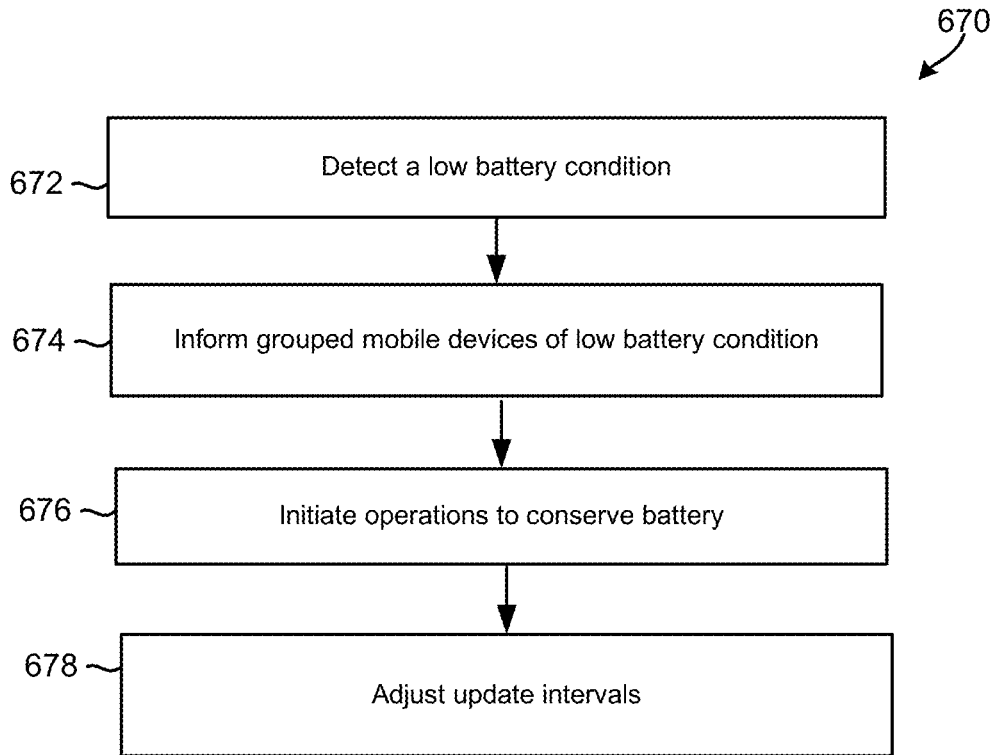 670
672
Detect a low battery condition
674
Inform grouped mobile devices of low battery condition
676
Initiate operations to conserve battery
678
Adjust update intervals